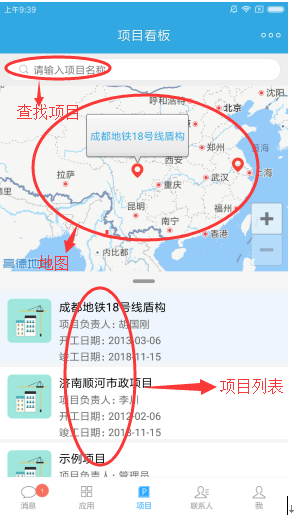 上午9:39
项目看板
请输入项目名称
查找项目
呼和浩特
沈阳
北京
成都地铁18号线盾构
渤海
黄海
郑州
西安
拉萨
武汉
上海
重庆
昆明
福州
南宁
香港
内比都
高德地图
地图
成都地铁18号线盾构
项目负责人: 胡国刚
开工日期: 2013-03-06
竣工日期: 2018-11-15
济南顺河市政项目
项目负责人: 李川
开工日期: 2012-02-06
竣工日期: 2018-11-15
项目列表
示例项目
项目负责人: 管理员
消息
应用
项目
联系人
我